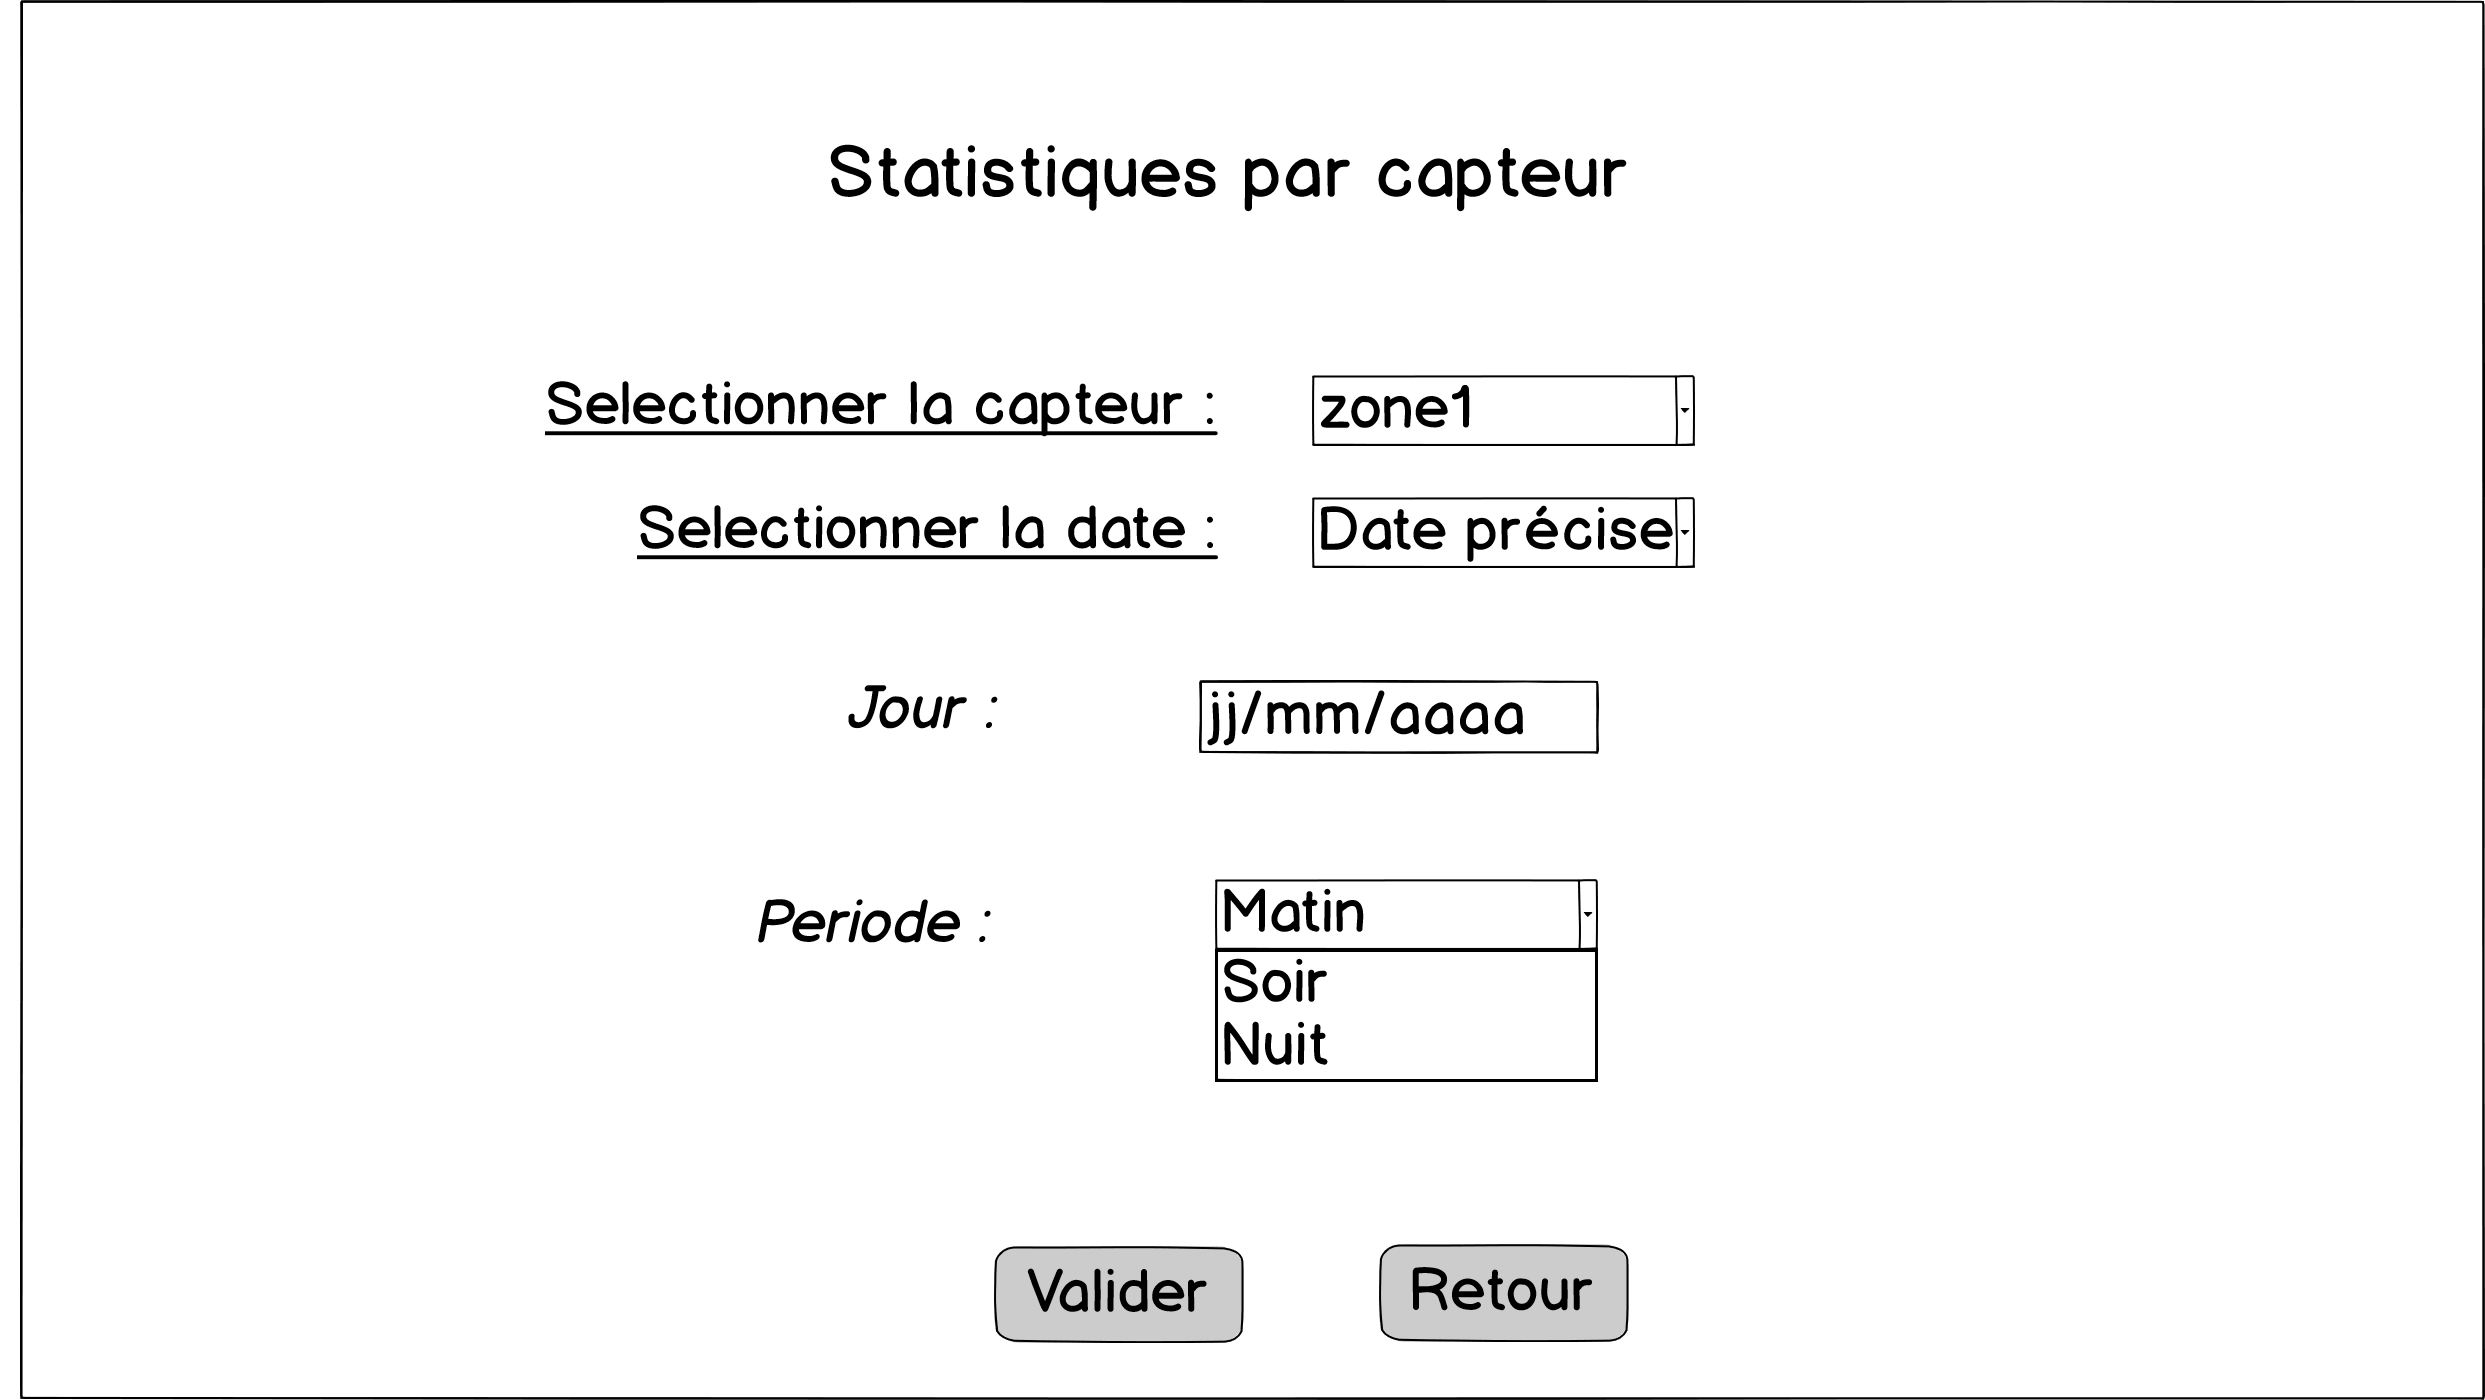 Statistiques par capteur
Selectionner la capteur : zone1
Selectionner la date : Date précise
Jour : jj/mm/aaaa
Periode : Matin
Soir
Nuit
Valider Retour